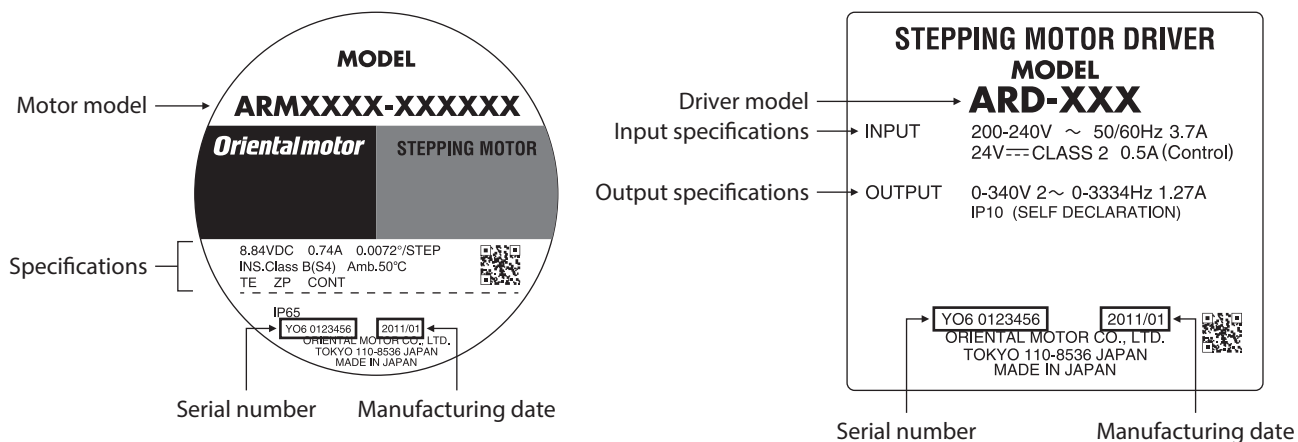 MODEL
Motor model
ARMXXXX-XXXXXX
Orientalmotor
STEPPING MOTOR
Specifications
8.84VDC 0.74A 0.0072°/STEP
INS.Class B(S4) Amb.50°C
TE ZP CONT
IP65
YO6 0123456 2011/01
ORIENTAL MOTOR CO., LTD.
TOKYO 110-8536 JAPAN
MADE IN JAPAN
Serial number Manufacturing date
STEPPING MOTOR DRIVER
MODEL
Driver model ARD-XXX
Input specifications INPUT 200-240V ~ 50/60Hz 3.7A
24V⎓CLASS 2 0.5A (Control)
Output specifications OUTPUT 0-340V 2~ 0-3334Hz 1.27A
IP10 (SELF DECLARATION)
YO6 0123456 2011/01
ORIENTAL MOTOR CO., LTD.
TOKYO 110-8536 JAPAN
MADE IN JAPAN
Serial number Manufacturing date